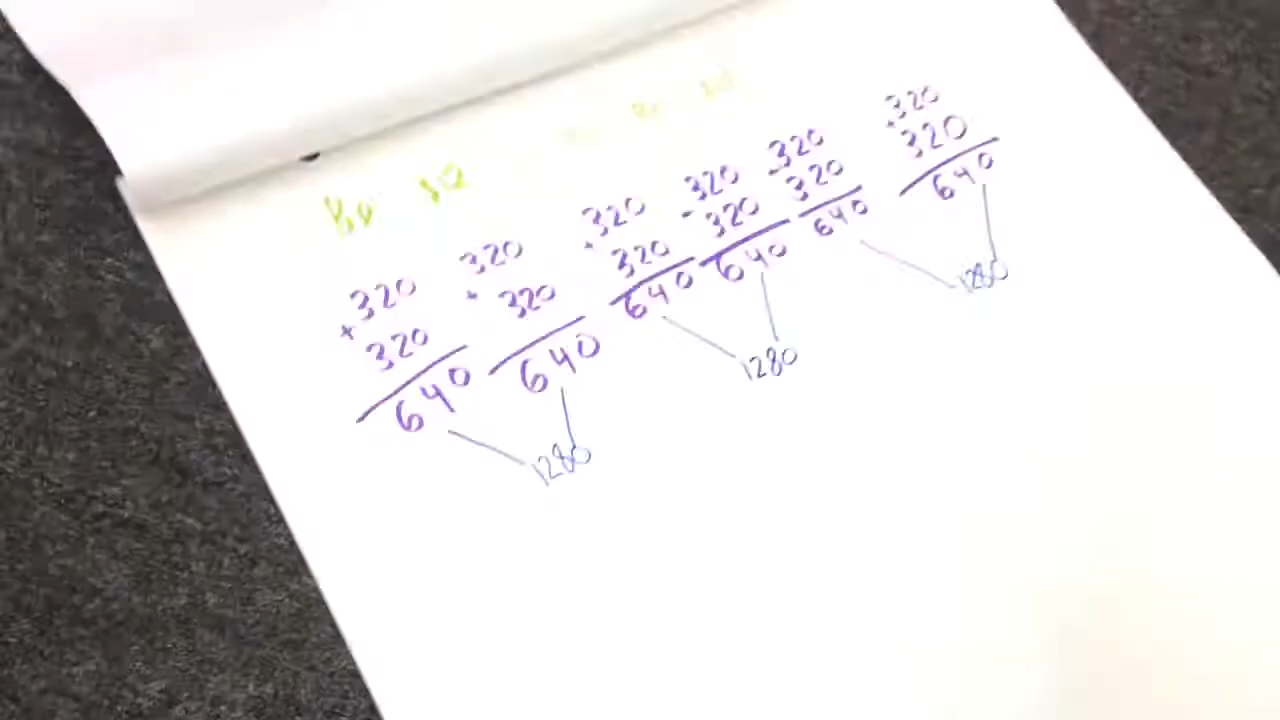 +320 320 +320 -320 -320 +320
320 + 320 320 320 320 320
640 640 640 640 640 640
1280 1280 1280